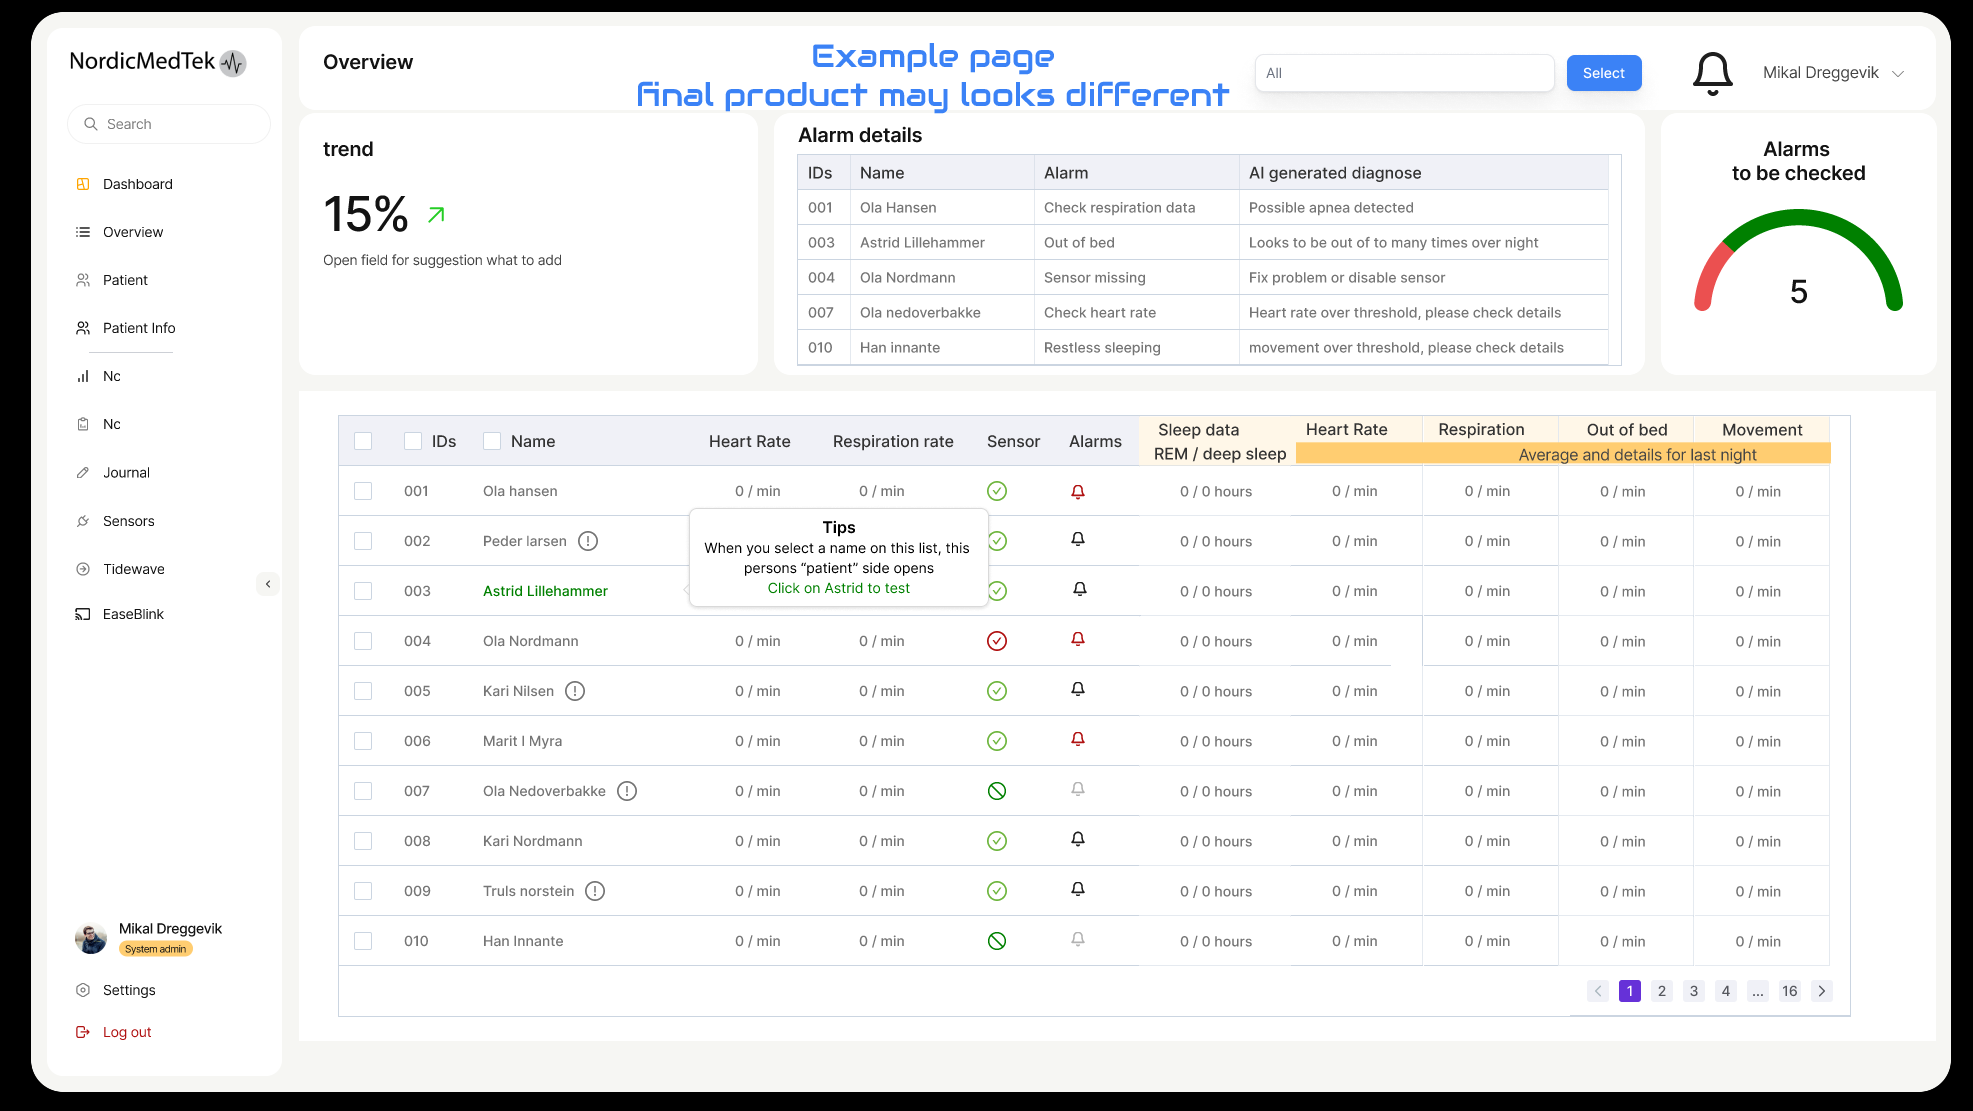 NordicMedTek
Search
Dashboard
Overview
Patient
Patient Info
Nc
Nc
Journal
Sensors
Tidewave
EaseBlink
Mikal Dreggevik
System admin
Settings
Log out
Overview
Example page
final product may looks different
All
Select
Mikal Dreggevik
trend
15%
Open field for suggestion what to add
Alarm details
IDs Name Alarm AI generated diagnose
001 Ola Hansen Check respiration data Possible apnea detected
003 Astrid Lillehammer Out of bed Looks to be out of to many times over night
004 Ola Nordmann Sensor missing Fix problem or disable sensor
007 Ola nedoverbakke Check heart rate Heart rate over threshold, please check details
010 Han innante Restless sleeping movement over threshold, please check details
Alarms
to be checked
5
IDs Name Heart Rate Respiration rate Sensor Alarms Sleep data Heart Rate Respiration Out of bed Movement
REM / deep sleep Average and details for last night
001 Ola hansen 0 / min 0 / min 0 / 0 hours 0 / min 0 / min 0 / min 0 / min
002 Peder larsen 0 / 0 hours 0 / min 0 / min 0 / min 0 / min
003 Astrid Lillehammer 0 / 0 hours 0 / min 0 / min 0 / min 0 / min
Tips
When you select a name on this list, this
persons “patient” side opens
Click on Astrid to test
004 Ola Nordmann 0 / min 0 / min 0 / 0 hours 0 / min 0 / min 0 / min 0 / min
005 Kari Nilsen 0 / min 0 / min 0 / 0 hours 0 / min 0 / min 0 / min 0 / min
006 Marit I Myra 0 / min 0 / min 0 / 0 hours 0 / min 0 / min 0 / min 0 / min
007 Ola Nedoverbakke 0 / min 0 / min 0 / 0 hours 0 / min 0 / min 0 / min 0 / min
008 Kari Nordmann 0 / min 0 / min 0 / 0 hours 0 / min 0 / min 0 / min 0 / min
009 Truls norstein 0 / min 0 / min 0 / 0 hours 0 / min 0 / min 0 / min 0 / min
010 Han Innante 0 / min 0 / min 0 / 0 hours 0 / min 0 / min 0 / min 0 / min
1 2 3 4 ... 16